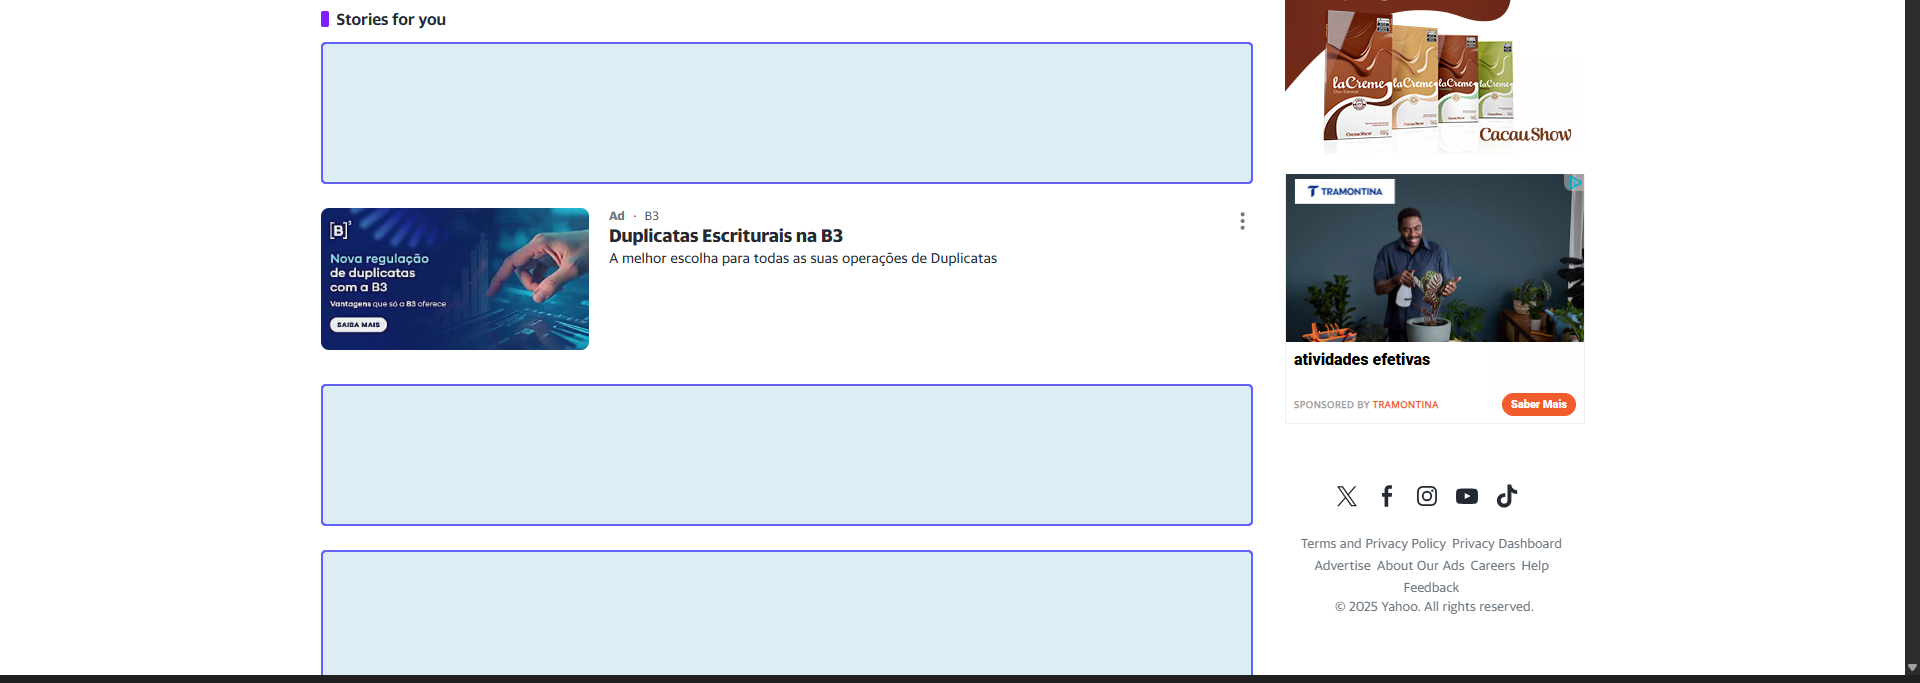 Stories for you
[B]³
Nova regulação
de duplicatas
com a B3
Vantagens que só a B3 oferece
SAIBA MAIS
Ad · B3
Duplicatas Escriturais na B3
A melhor escolha para todas as suas operações de Duplicatas
laCreme laCreme laCreme laCreme
CacauShow
TRAMONTINA
atividades efetivas
SPONSORED BY TRAMONTINA
Saber Mais
Terms and Privacy Policy Privacy Dashboard
Advertise About Our Ads Careers Help
Feedback
© 2025 Yahoo. All rights reserved.